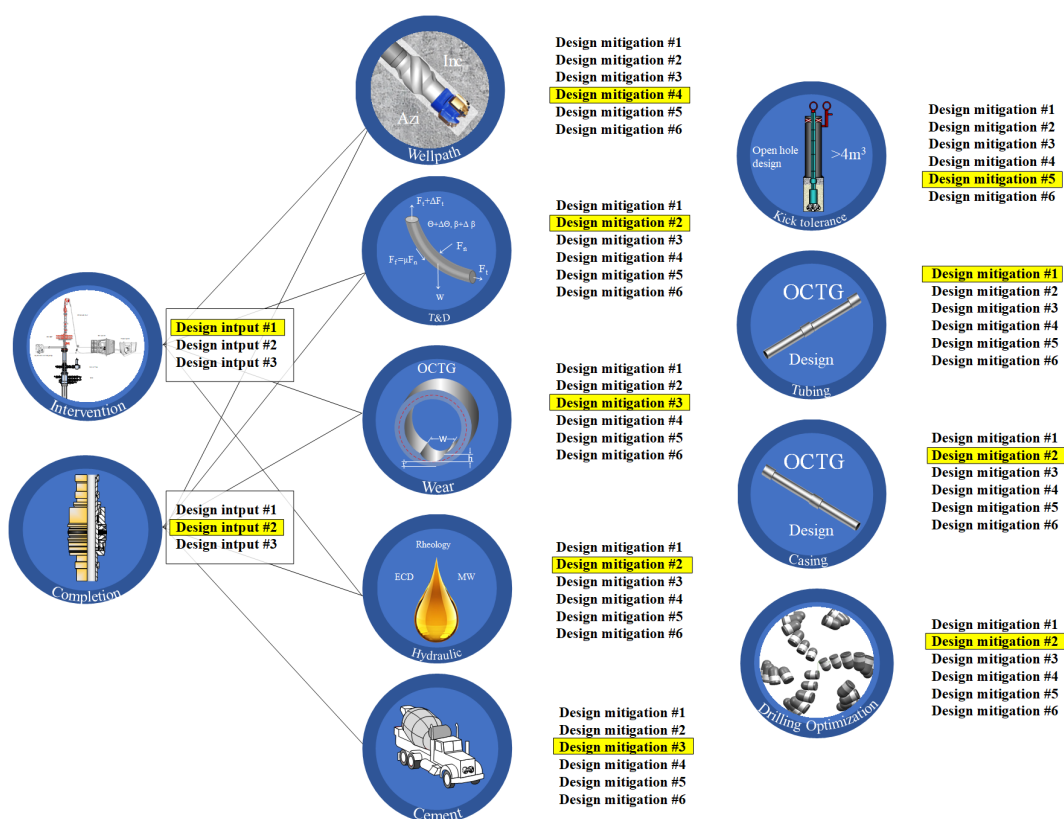 Inc.
Azi
Wellpath
Design mitigation #1
Design mitigation #2
Design mitigation #3
Design mitigation #4
Design mitigation #5
Design mitigation #6
Ft+ΔFt
Θ+ΔΘ, β+Δ β
Fn
Ff=μFn
Ft
W
T&D
Design mitigation #1
Design mitigation #2
Design mitigation #3
Design mitigation #4
Design mitigation #5
Design mitigation #6
Intervention
Design intput #1
Design intput #2
Design intput #3
OCTG
W
h
t
Wear
Design mitigation #1
Design mitigation #2
Design mitigation #3
Design mitigation #4
Design mitigation #5
Design mitigation #6
Completion
Design intput #1
Design intput #2
Design intput #3
Rheology
ECD
MW
Hydraulic
Design mitigation #1
Design mitigation #2
Design mitigation #3
Design mitigation #4
Design mitigation #5
Design mitigation #6
Cement
Design mitigation #1
Design mitigation #2
Design mitigation #3
Design mitigation #4
Design mitigation #5
Design mitigation #6
Open hole
design
>4m³
Kick tolerance
Design mitigation #1
Design mitigation #2
Design mitigation #3
Design mitigation #4
Design mitigation #5
Design mitigation #6
OCTG
Design
Tubing
Design mitigation #1
Design mitigation #2
Design mitigation #3
Design mitigation #4
Design mitigation #5
Design mitigation #6
OCTG
Design
Casing
Design mitigation #1
Design mitigation #2
Design mitigation #3
Design mitigation #4
Design mitigation #5
Design mitigation #6
Drilling Optimization
Design mitigation #1
Design mitigation #2
Design mitigation #3
Design mitigation #4
Design mitigation #5
Design mitigation #6